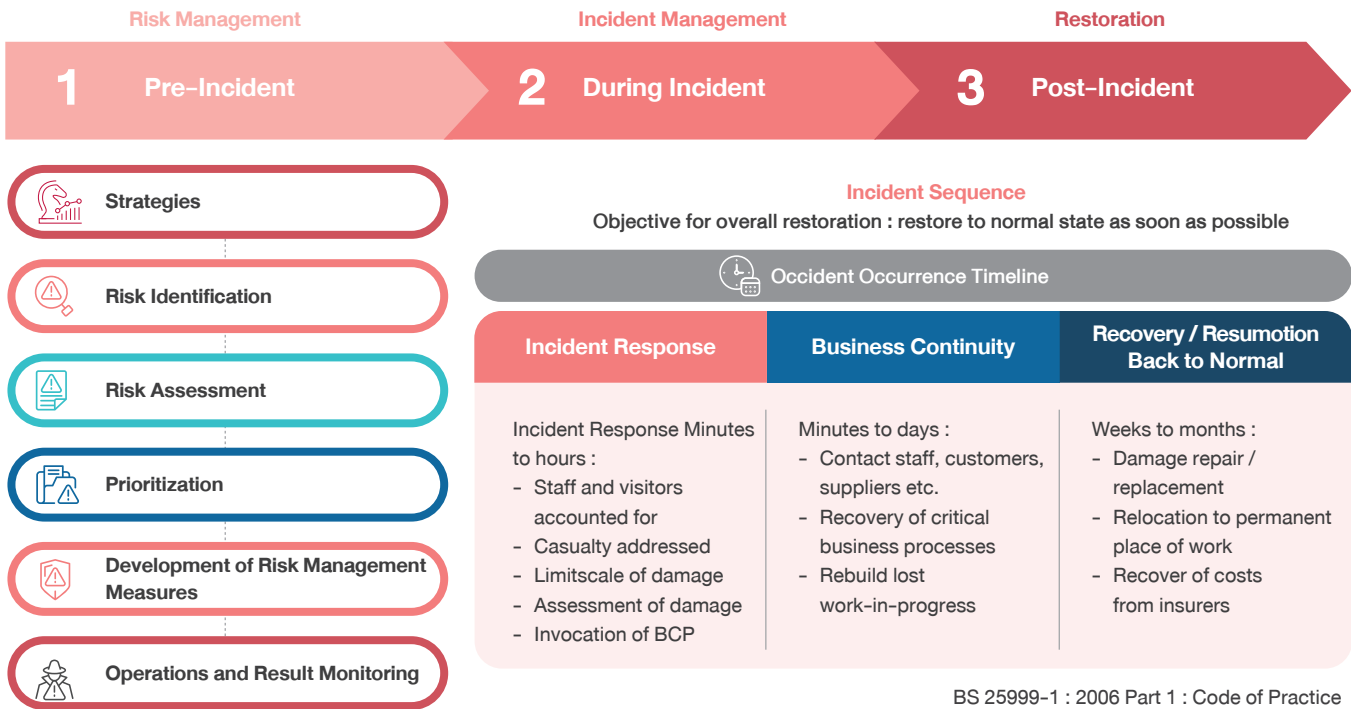 Risk Management
Incident Management
Restoration
1 Pre-Incident
2 During Incident
3 Post-Incident
Strategies
Risk Identification
Risk Assessment
Prioritization
Development of Risk Management
Measures
Operations and Result Monitoring
Incident Sequence
Objective for overall restoration : restore to normal state as soon as possible
Occident Occurrence Timeline
Incident Response
Incident Response Minutes
to hours :
- Staff and visitors
accounted for
- Casualty addressed
- Limitscale of damage
- Assessment of damage
- Invocation of BCP
Business Continuity
Minutes to days :
- Contact staff, customers,
suppliers etc.
- Recovery of critical
business processes
- Rebuild lost
work-in-progress
Recovery / Resumotion
Back to Normal
Weeks to months :
- Damage repair /
replacement
- Relocation to permanent
place of work
- Recover of costs
from insurers
BS 25999-1 : 2006 Part 1 : Code of Practice